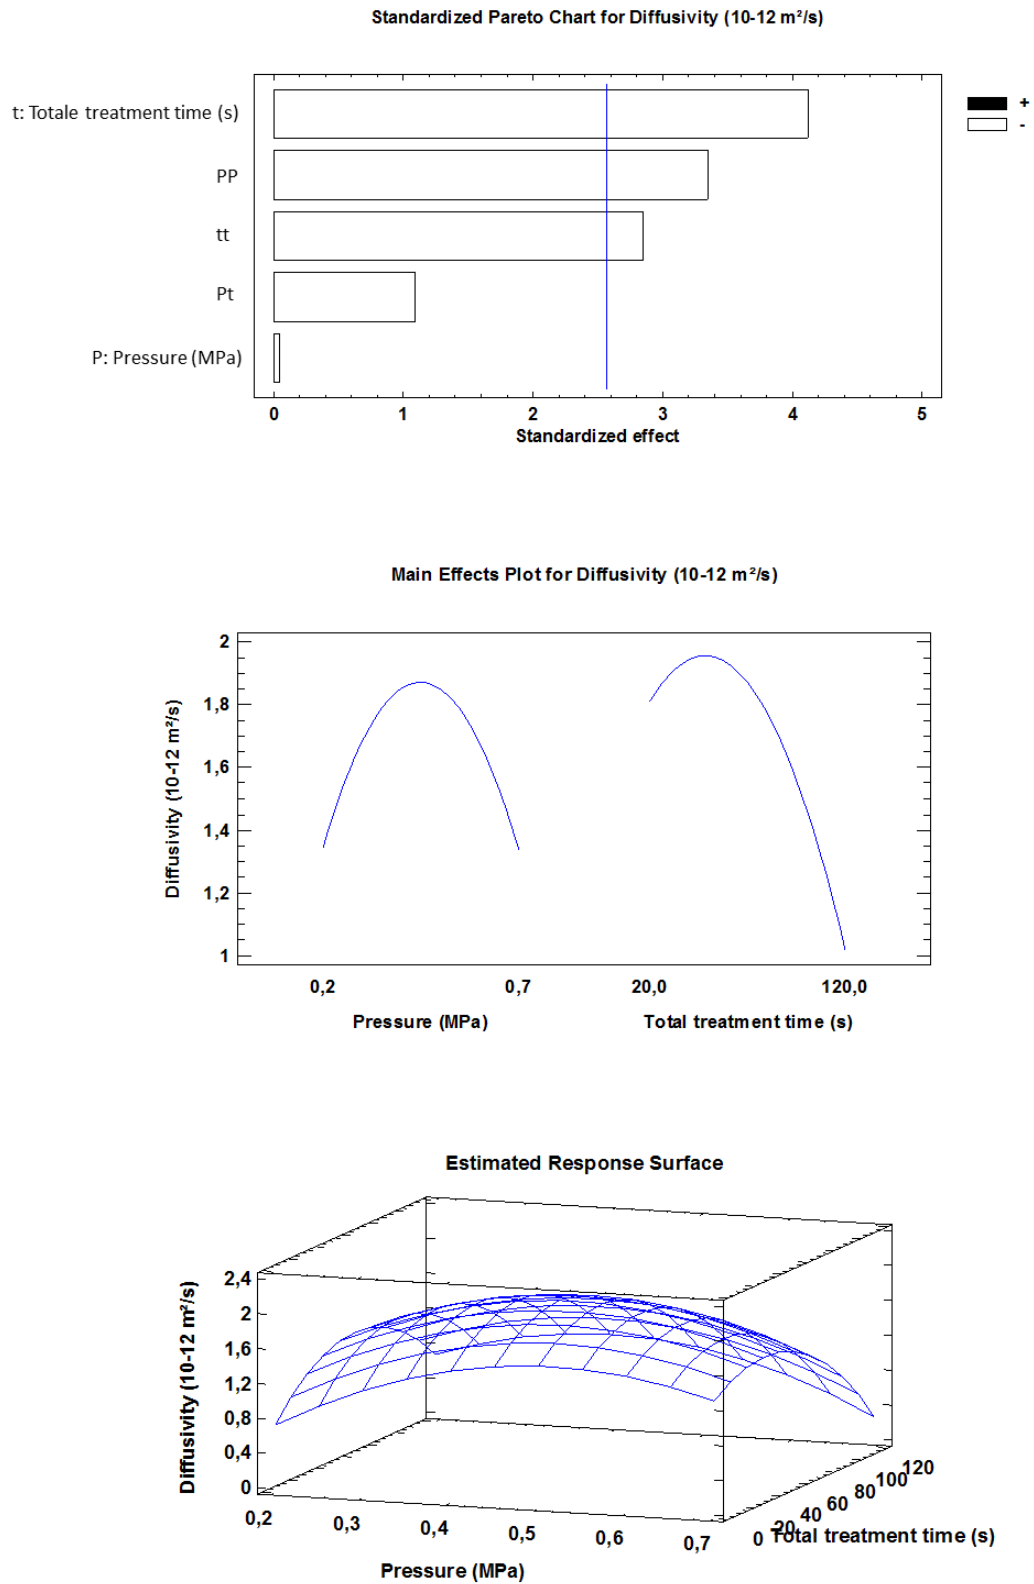 Standardized Pareto Chart for Diffusivity (10-12 m²/s)
t: Totale treatment time (s)
PP
tt
Pt
P: Pressure (MPa)
+
-
0 1 2 3 4 5
Standardized effect
Main Effects Plot for Diffusivity (10-12 m²/s)
Diffusivity (10-12 m²/s)
2
1,8
1,6
1,4
1,2
1
0,2 0,7 20,0 120,0
Pressure (MPa) Total treatment time (s)
Estimated Response Surface
Diffusivity (10-12 m²/s)
2,4
2
1,6
1,2
0,8
0,4
0
0,2 0,3 0,4 0,5 0,6 0,7
Pressure (MPa)
0 20 40 60 80 100 120
Total treatment time (s)